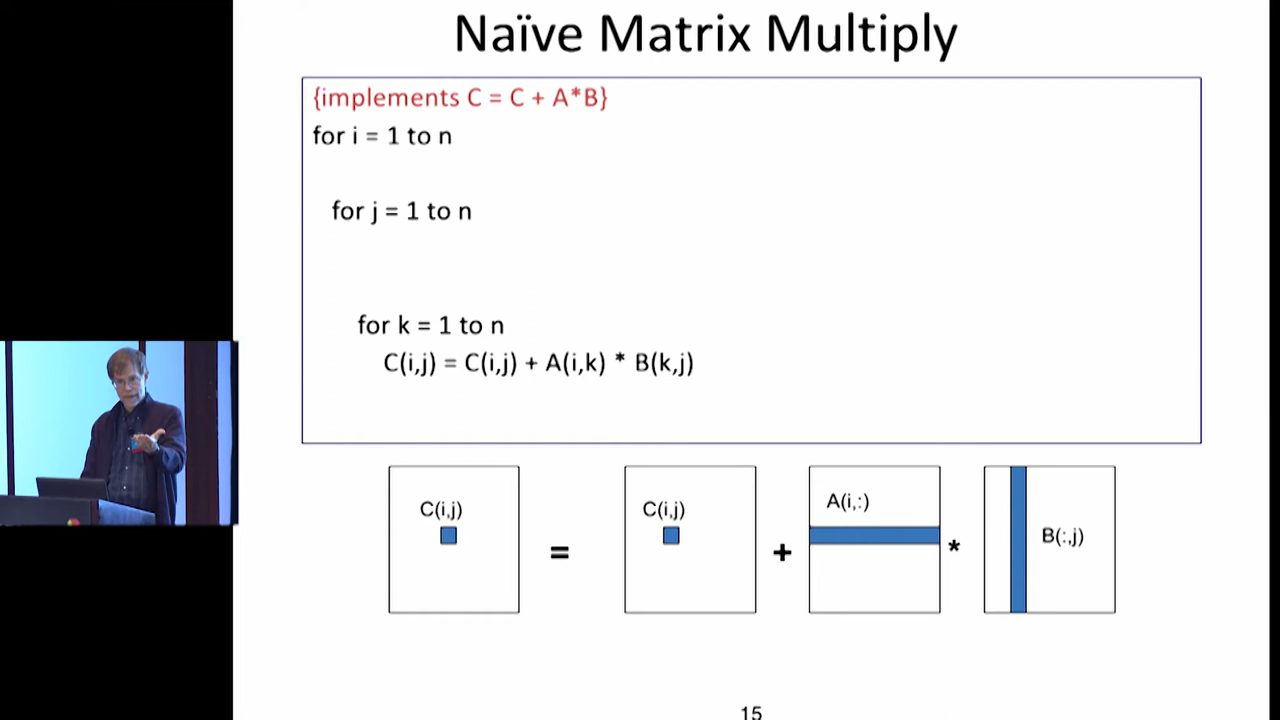 Naïve Matrix Multiply
{implements C = C + A*B}
for i = 1 to n
for j = 1 to n
for k = 1 to n
C(i,j) = C(i,j) + A(i,k) * B(k,j)
C(i,j)
=
C(i,j)
+
A(i,:)
*
B(:,j)
15